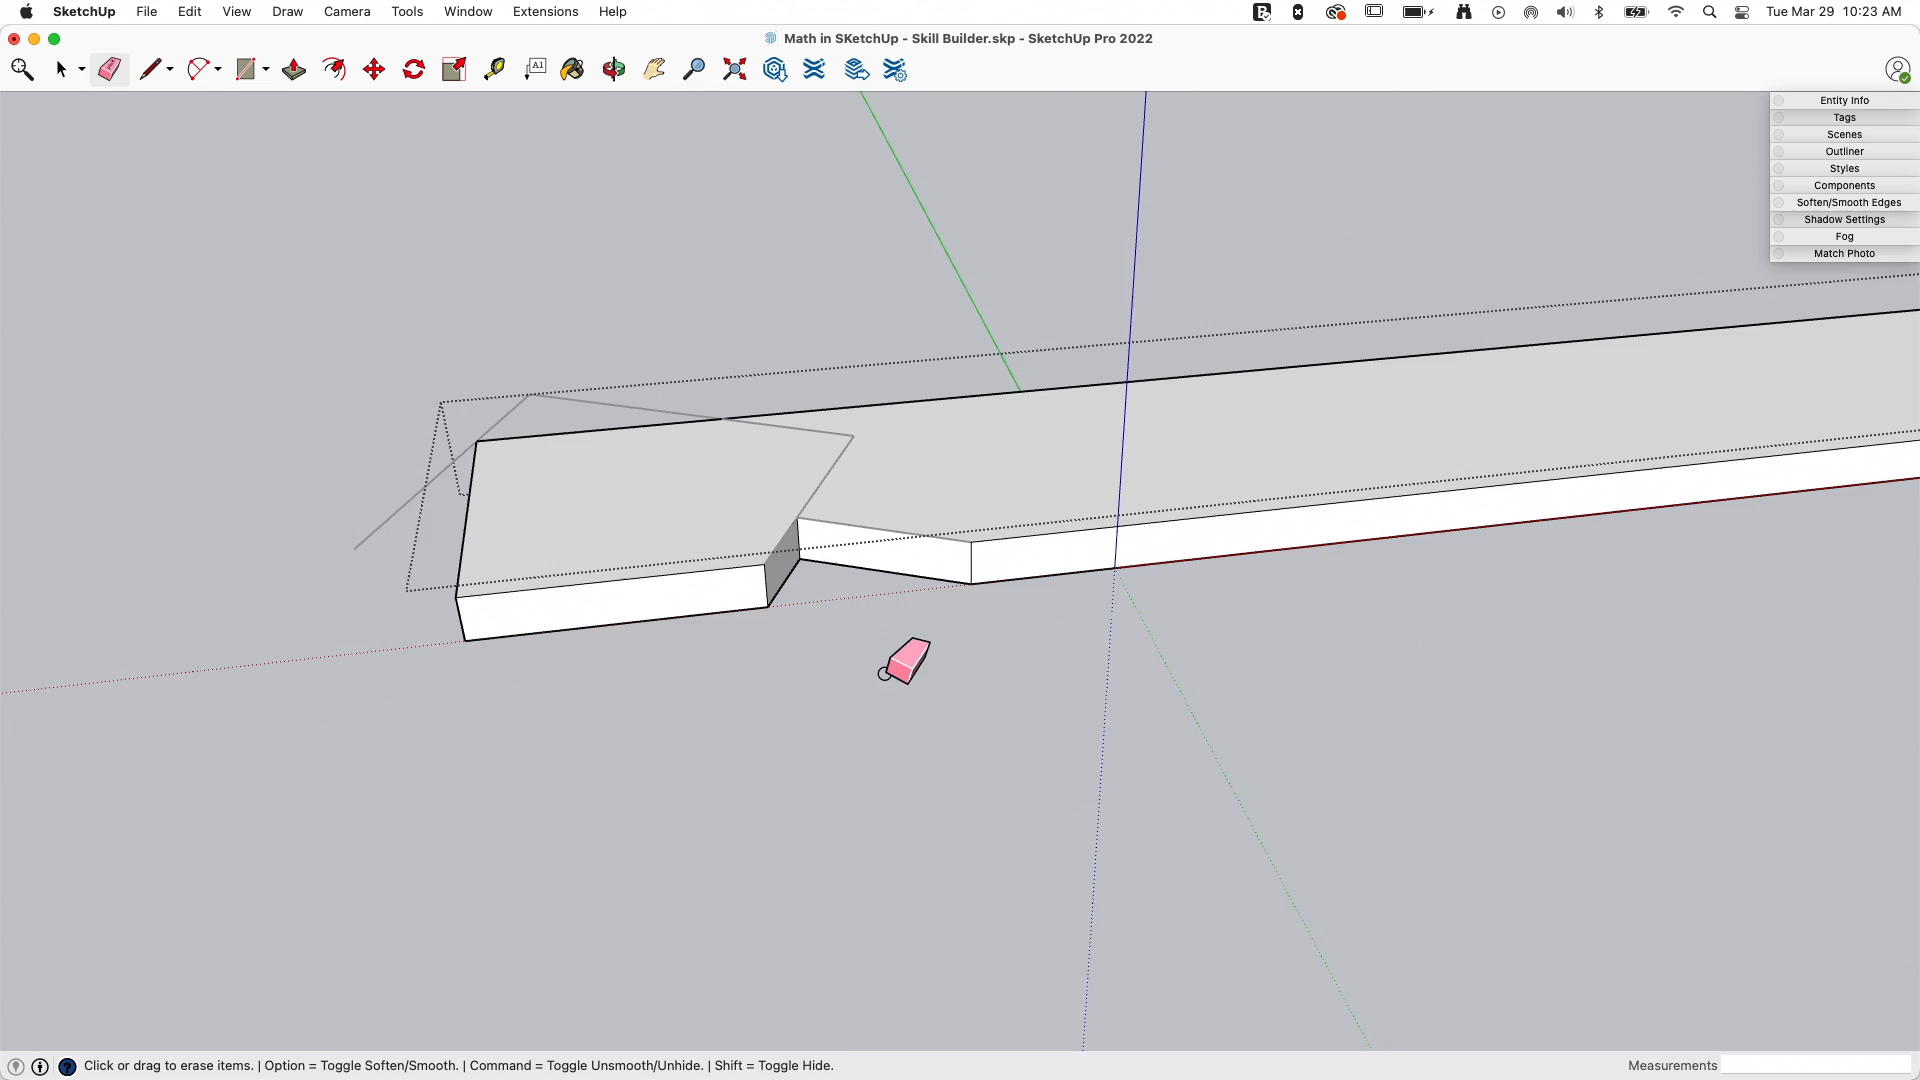 SketchUp File Edit View Draw Camera Tools Window Extensions Help Tue Mar 29 10:23 AM
Math in SKetchUp - Skill Builder.skp - SketchUp Pro 2022
A1
Entity Info
Tags
Scenes
Outliner
Styles
Components
Soften/Smooth Edges
Shadow Settings
Fog
Match Photo
Click or drag to erase items. | Option = Toggle Soften/Smooth. | Command = Toggle Unsmooth/Unhide. | Shift = Toggle Hide. Measurements